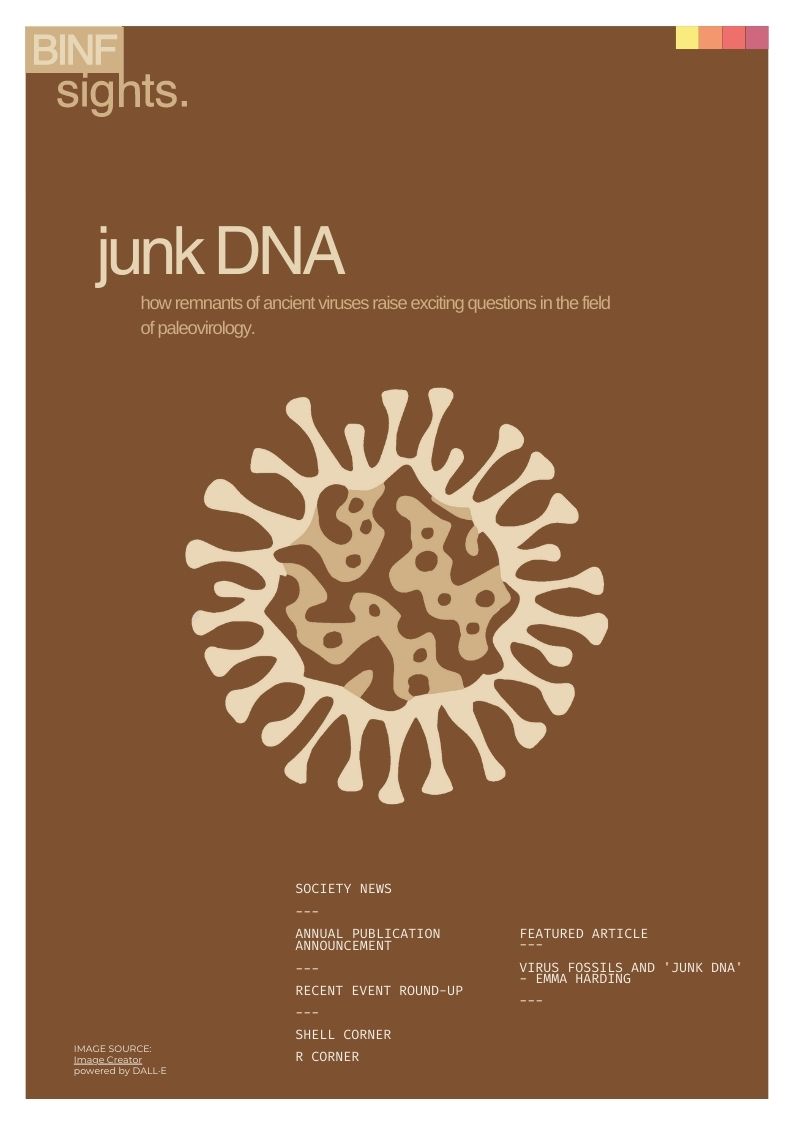 BINF
sights.
junk DNA
how remnants of ancient viruses raise exciting questions in the field
of paleovirology.
SOCIETY NEWS
---
ANNUAL PUBLICATION
ANNOUNCEMENT
---
RECENT EVENT ROUND-UP
---
SHELL CORNER
R CORNER
FEATURED ARTICLE
---
VIRUS FOSSILS AND 'JUNK DNA'
- EMMA HARDING
---
IMAGE SOURCE:
Image Creator
powered by DALL·E